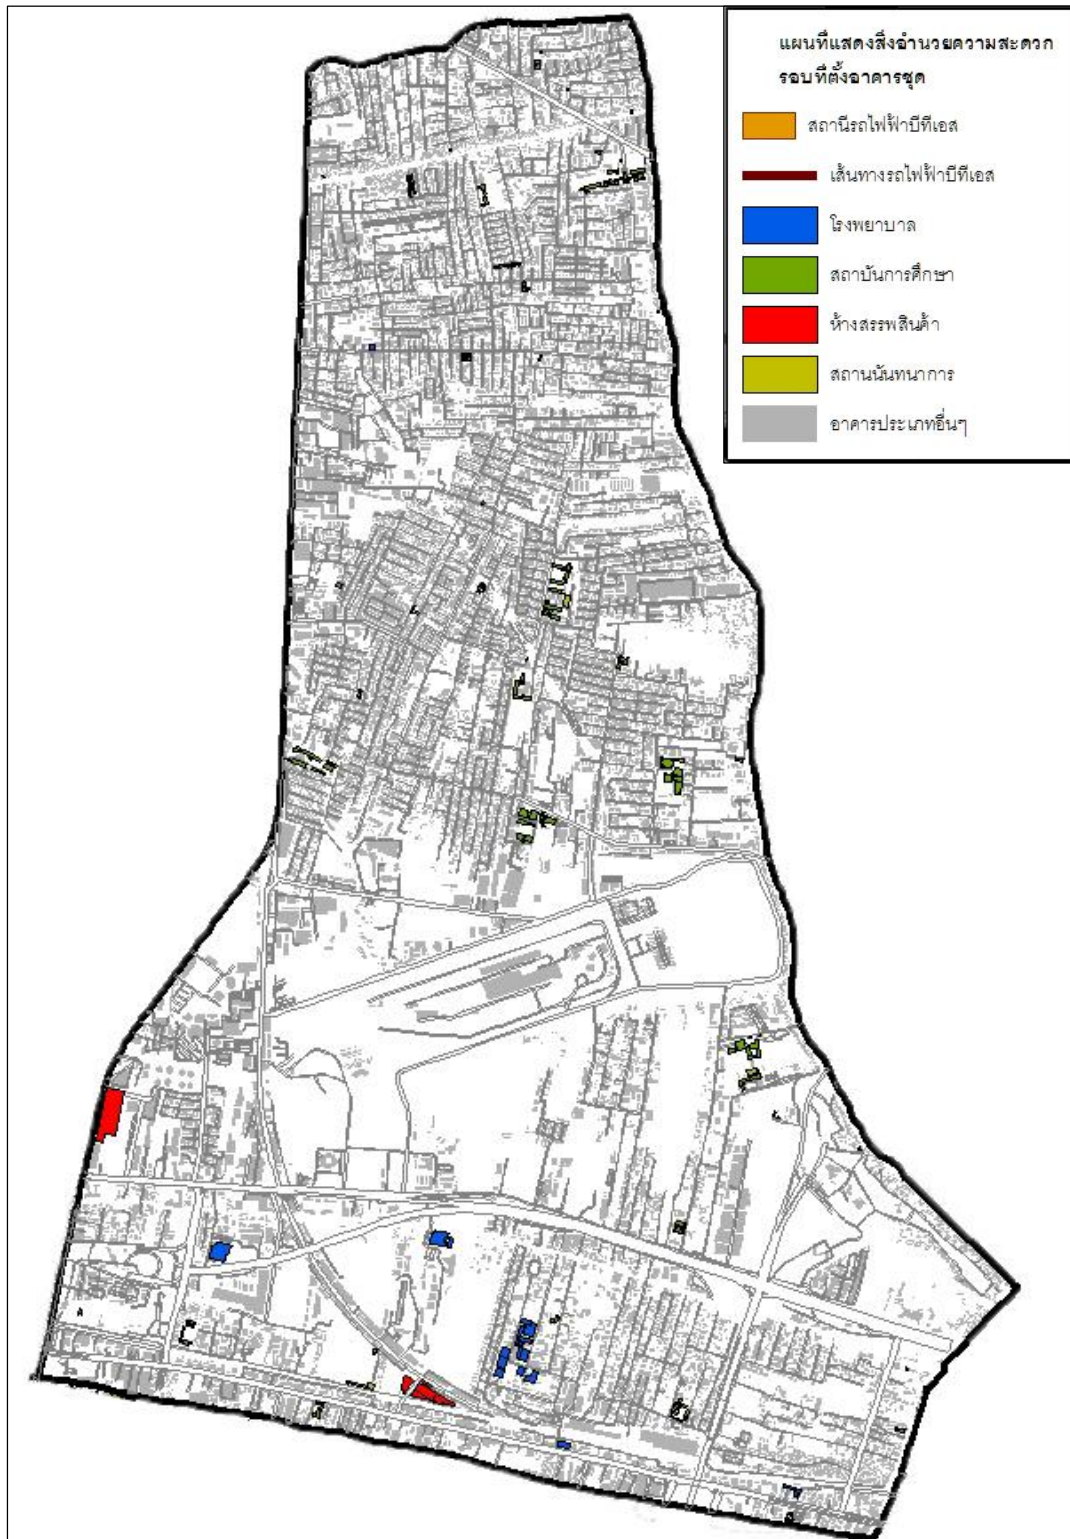 แผนที่แสดงสิ่งอำนวยความสะดวก
รอบที่ตั้งอาคารชุด
สถานีรถไฟฟ้าบีทีเอส
เส้นทางรถไฟฟ้าบีทีเอส
โรงพยาบาล
สถาบันการศึกษา
ห้างสรรพสินค้า
สถานนันทนาการ
อาคารประเภทอื่นๆ